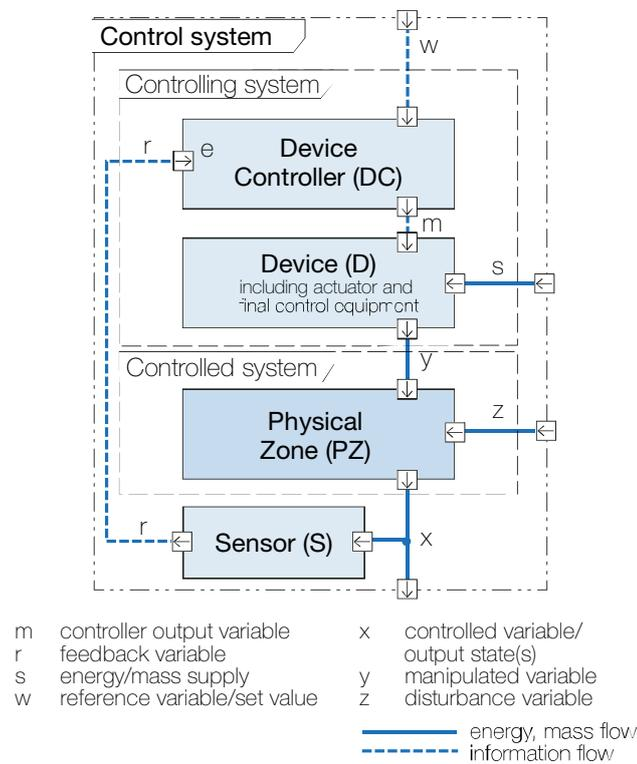 Control system
w
Controlling system
r
e
Device
Controller (DC)
m
Device (D)
including actuator and
final control equipment
s
y
Controlled system
Physical
Zone (PZ)
z
r
Sensor (S)
x
m controller output variable
r feedback variable
s energy/mass supply
w reference variable/set value
x controlled variable/
output state(s)
y manipulated variable
z disturbance variable
energy, mass flow
information flow